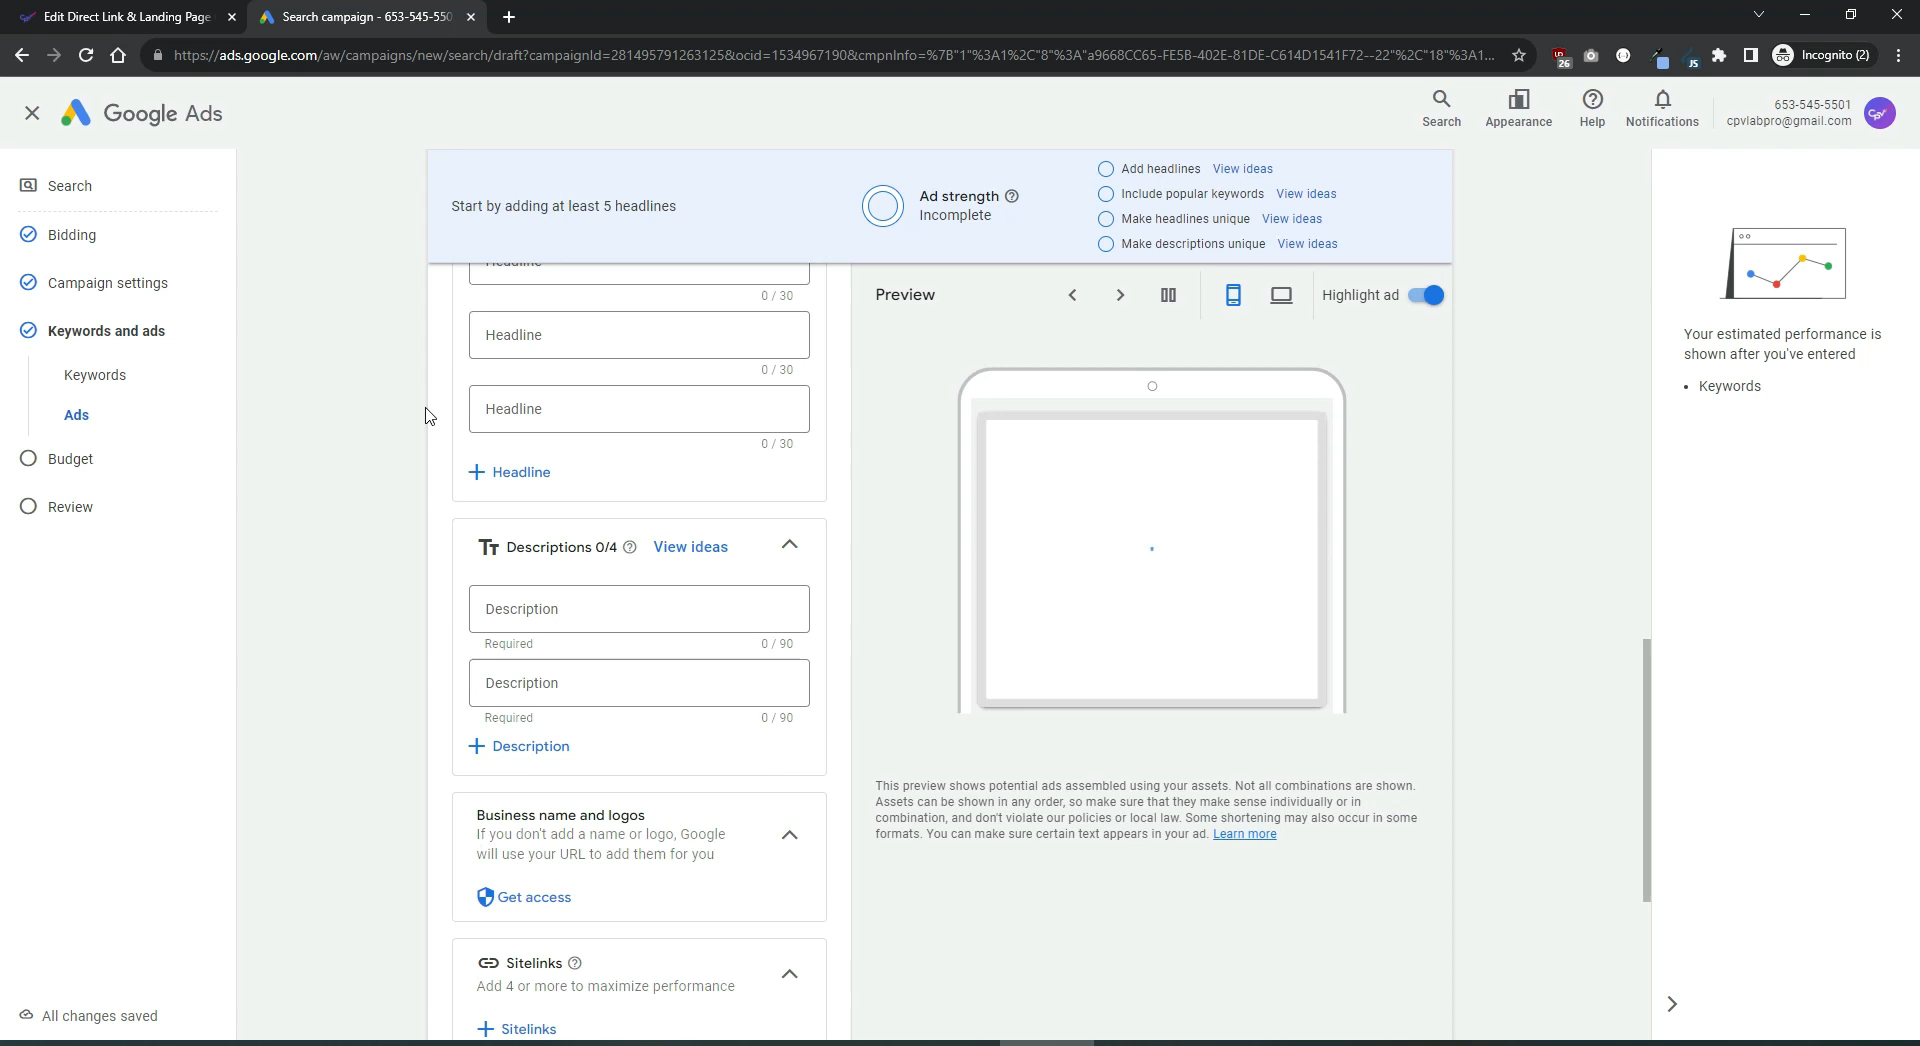 Edit Direct Link & Landing Page
Search campaign - 653-545-550
https://ads.google.com/aw/campaigns/new/search/draft?campaignId=281495791263125&ocid=1534967190&cmpnInfo=%7B"1"%3A1%2C"8"%3A"a9668CC65-FE5B-402E-81DE-C614D1541F72--22"%2C"18"%3A1...
26
JS
Incognito (2)
Google Ads
Search
Appearance
Help
Notifications
653-545-5501
cpvlabpro@gmail.com
CPV
Search
Bidding
Campaign settings
Keywords and ads
Keywords
Ads
Budget
Review
All changes saved
Start by adding at least 5 headlines
Ad strength
Incomplete
Add headlines View ideas
Include popular keywords View ideas
Make headlines unique View ideas
Make descriptions unique View ideas
Headline
0 / 30
Headline
0 / 30
Headline
0 / 30
+ Headline
Tт Descriptions 0/4 View ideas
Description
Required 0 / 90
Description
Required 0 / 90
+ Description
Business name and logos
If you don't add a name or logo, Google
will use your URL to add them for you
Get access
Sitelinks
Add 4 or more to maximize performance
+ Sitelinks
Preview
Highlight ad
This preview shows potential ads assembled using your assets. Not all combinations are shown.
Assets can be shown in any order, so make sure that they make sense individually or in
combination, and don't violate our policies or local law. Some shortening may also occur in some
formats. You can make sure certain text appears in your ad. Learn more
Your estimated performance is
shown after you've entered
• Keywords